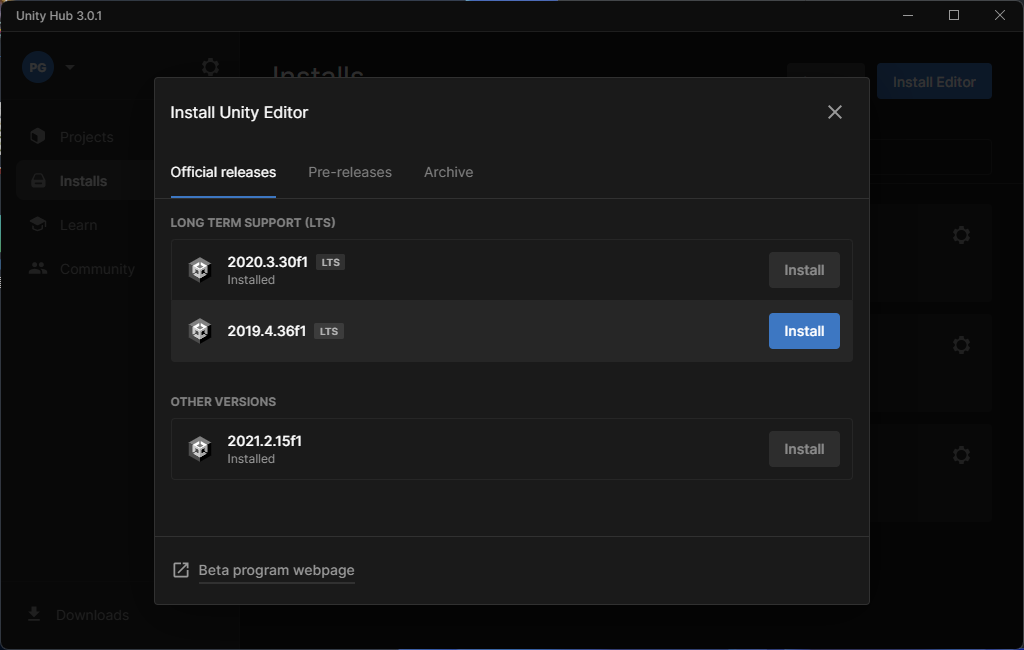 Unity Hub 3.0.1
PG
Installs
Install Editor
Projects
Installs
Learn
Community
Downloads
Install Unity Editor
Official releases Pre-releases Archive
LONG TERM SUPPORT (LTS)
2020.3.30f1 LTS
Installed
Install
2019.4.36f1 LTS
Install
OTHER VERSIONS
2021.2.15f1
Installed
Install
Beta program webpage